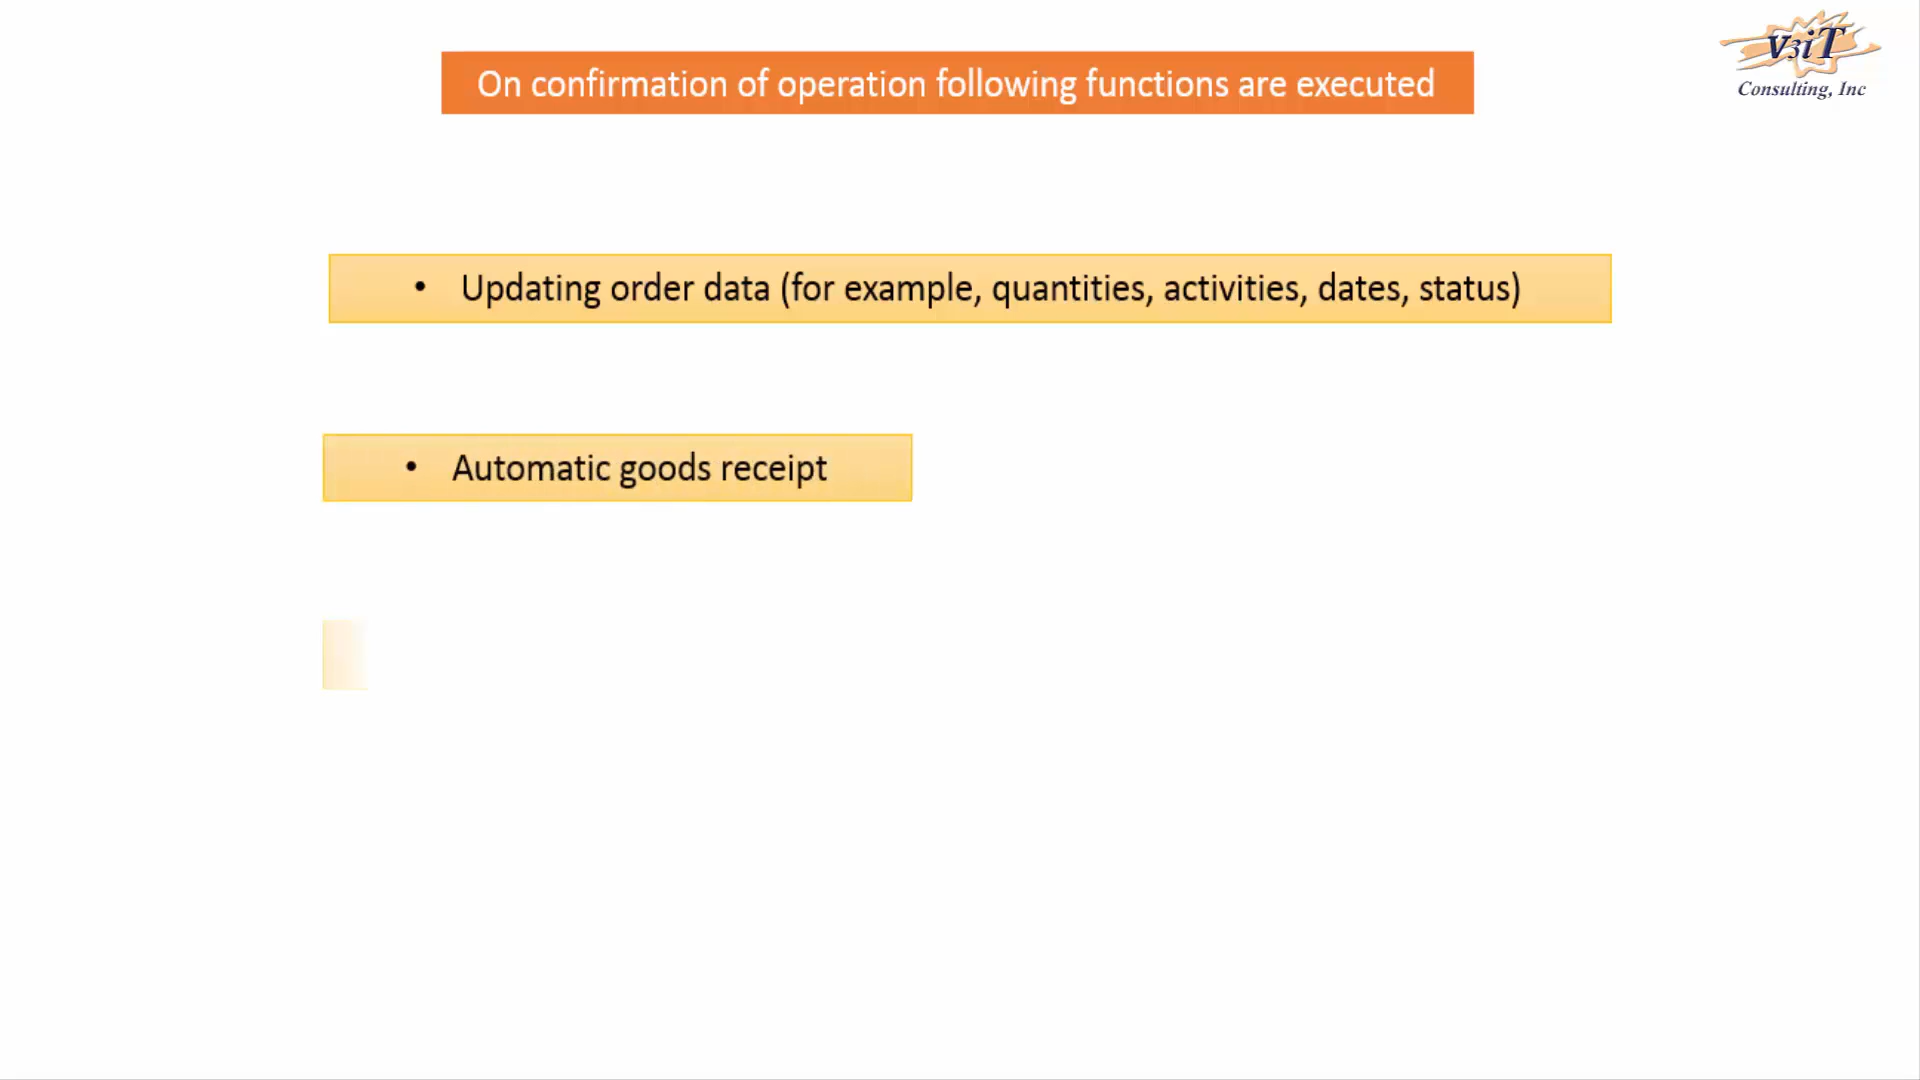 V3iT
Consulting, Inc
On confirmation of operation following functions are executed
• Updating order data (for example, quantities, activities, dates, status)
• Automatic goods receipt